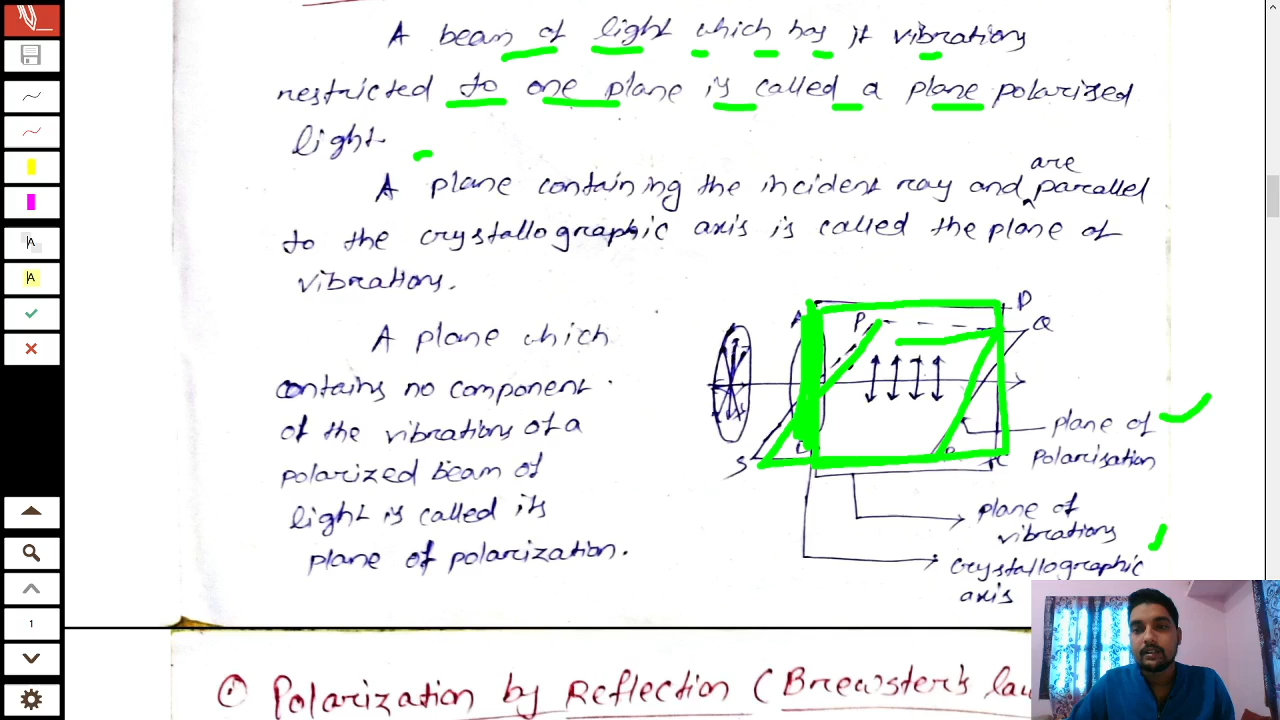 A beam of light which has it vibrations
restricted to one plane is called a plane polarized
light.
are
A plane containing the incident ray and parallel
to the crystallographic axis is called the plane of
vibrations.
A plane which
contains no component
of the vibrations of a
polarized beam of
light is called its
plane of polarization.
A
P
D
Q
S
L
R
plane of
polarisation
plane of
vibrations
crystallographic
axis
A
A
1
① Polarization by Reflection (Brewster's law